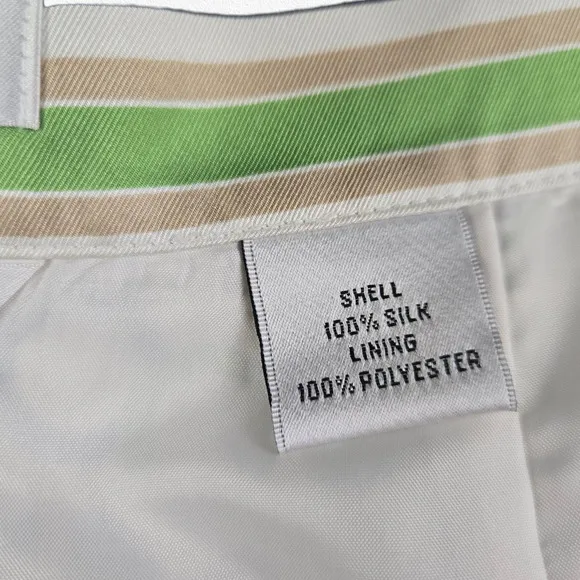 SHELL
100% SILK
LINING
100% POLYESTER